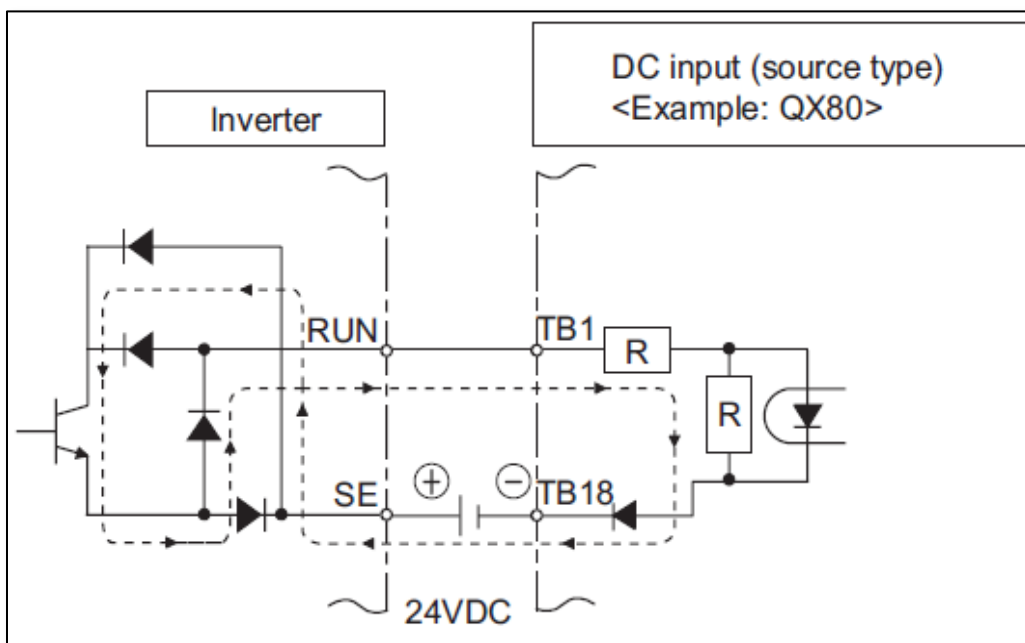 DC input (source type)
<Example: QX80>
Inverter
RUN
TB1
R
R
SE
+
−
TB18
24VDC